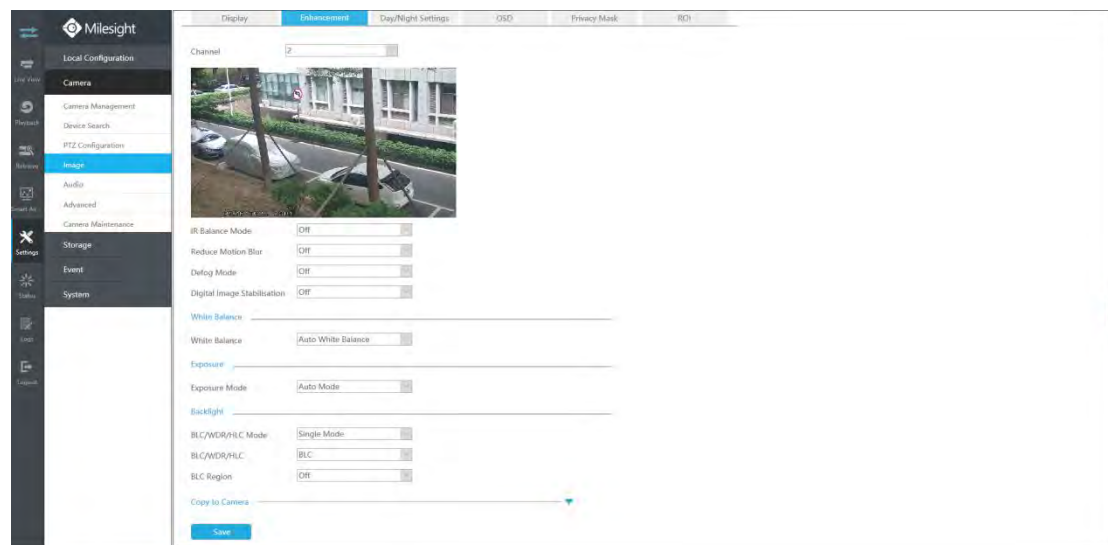 Milesight
Local Configuration
Camera
Camera Management
Device Search
PTZ Configuration
Image
Audio
Advanced
Camera Maintenance
Storage
Event
System
Live View
Playback
Settings
Status
Logs
Logout
Display Enhancement Day/Night Settings OSD Privacy Mask ROI
Channel 2
IR Balance Mode Off
Reduce Motion Blur Off
Defog Mode Off
Digital Image Stabilisation Off
White Balance
White Balance Auto White Balance
Exposure
Exposure Mode Auto Mode
Backlight
BLC/WDR/HLC Mode Single Mode
BLC/WDR/HLC BLC
BLC Region Off
Copy to Camera
Save